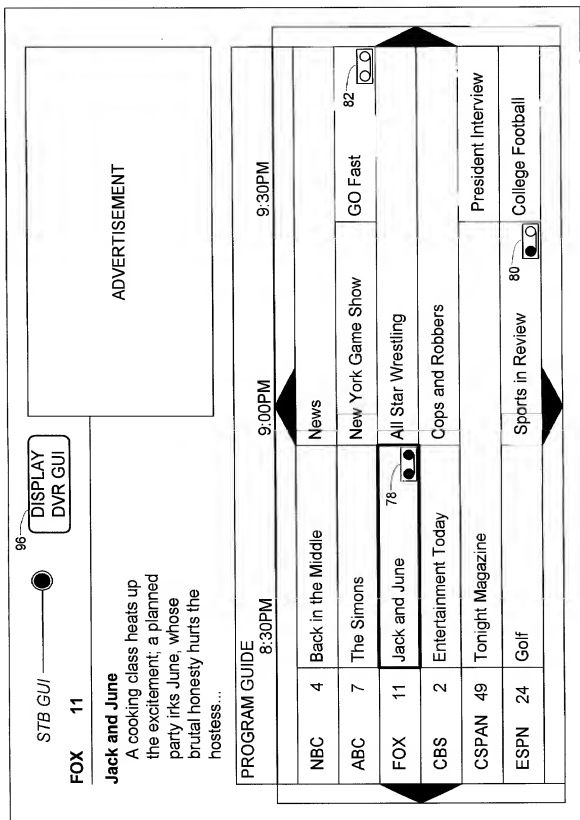 STB GUI
96
DISPLAY
DVR GUI
FOX 11
Jack and June
A cooking class heats up
the excitement; a planned
party irks June, whose
brutal honesty hurts the
hostess...
ADVERTISEMENT
PROGRAM GUIDE
8:30PM 9:00PM 9:30PM
NBC 4 Back in the Middle News
ABC 7 The Simons New York Game Show GO Fast 82
FOX 11 Jack and June 78 All Star Wrestling
CBS 2 Entertainment Today Cops and Robbers
CSPAN 49 Tonight Magazine President Interview
ESPN 24 Golf Sports in Review 80 College Football